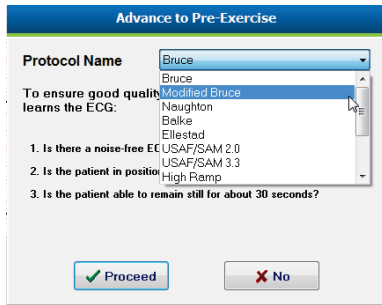 Advance to Pre-Exercise
Protocol Name
Bruce
Bruce
Modified Bruce
Naughton
Balke
Ellestad
USAF/SAM 2.0
USAF/SAM 3.3
High Ramp
To ensure good quality
learns the ECG:
1. Is there a noise-free
2. Is the patient in
3. Is the patient able to remain still for about 30 seconds?
Proceed
No